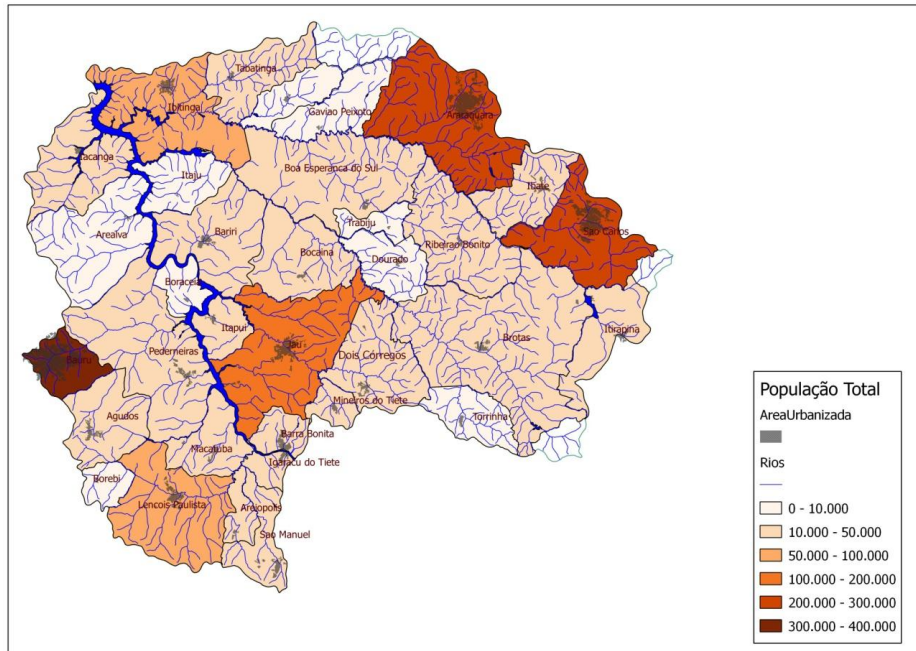 Tabatinga
Ibitinga
Gaviao Peixoto
Araraquara
Iacanga
Itaju
Boa Esperanca do Sul
Ibate
Trabiju
Sao Carlos
Arealva
Bariri
Ribeirao Bonito
Bocaina
Dourado
Boraceia
Itapui
Itirapina
Brotas
Jau
Bauru
Pederneiras
Dois Corregos
Mineiros do Tiete
Agudos
Torrinha
Barra Bonita
Macatuba
Igaracu do Tiete
Borebi
Lencois Paulista
Areiopolis
Sao Manuel
População Total
AreaUrbanizada
Rios
0 - 10.000
10.000 - 50.000
50.000 - 100.000
100.000 - 200.000
200.000 - 300.000
300.000 - 400.000